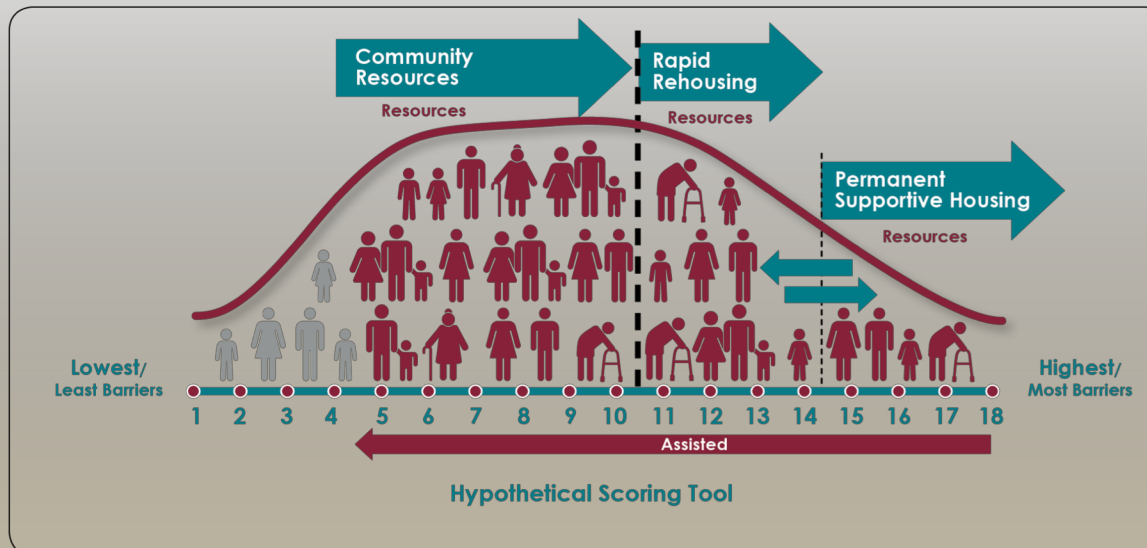 Community
Resources
Resources
Rapid
Rehousing
Resources
Permanent
Supportive Housing
Resources
Lowest/
Least Barriers
Highest/
Most Barriers
1 2 3 4 5 6 7 8 9 10 11 12 13 14 15 16 17 18
Assisted
Hypothetical Scoring Tool